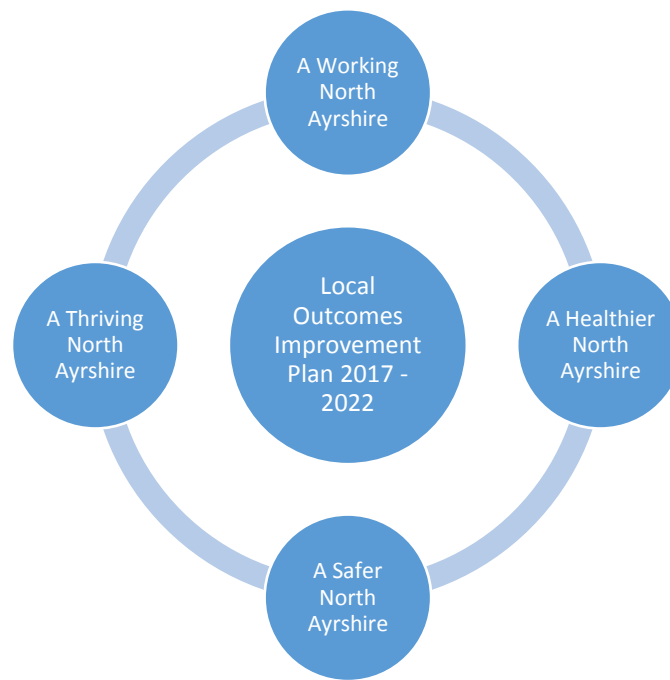 A Working
North
Ayrshire
A Thriving
North
Ayrshire
Local
Outcomes
Improvement
Plan 2017 -
2022
A Healthier
North
Ayrshire
A Safer
North
Ayrshire